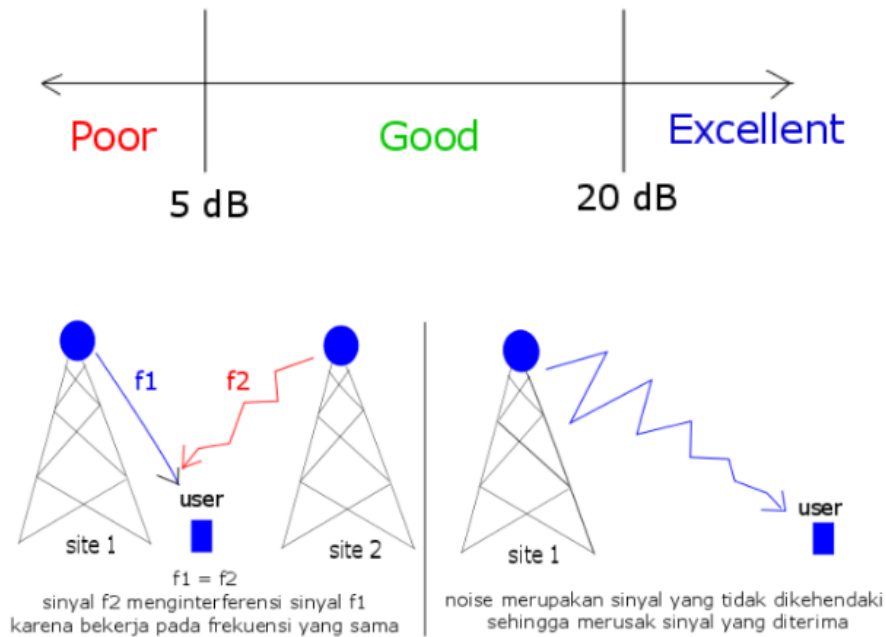 Poor
Good
Excellent
5 dB
20 dB
f1
f2
user
site 1
site 2
f1 = f2
sinyal f2 menginterferensi sinyal f1
karena bekerja pada frekuensi yang sama
user
site 1
noise merupakan sinyal yang tidak dikehendaki
sehingga merusak sinyal yang diterima